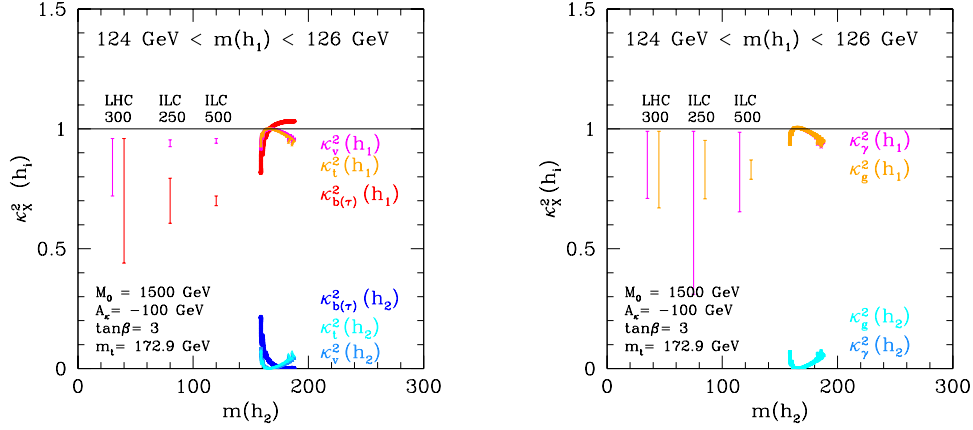 1.5
124 GeV < m(h₁) < 126 GeV
LHC ILC ILC
300 250 500
1
κ²ᵥ(h₁)
κ²ₜ(h₁)
κ²b(τ)(h₁)
κ²X(hᵢ)
0.5
M₀ = 1500 GeV
Aκ= −100 GeV
tanβ= 3
mₜ= 172.9 GeV
κ²b(τ)(h₂)
κ²ₜ(h₂)
κ²ᵥ(h₂)
0
0 100 200 300
m(h₂)
1.5
124 GeV < m(h₁) < 126 GeV
LHC ILC ILC
300 250 500
1
κ²γ(h₁)
κ²g(h₁)
κ²X(hᵢ)
0.5
M₀ = 1500 GeV
Aκ= −100 GeV
tanβ= 3
mₜ= 172.9 GeV
κ²g(h₂)
κ²γ(h₂)
0
0 100 200 300
m(h₂)